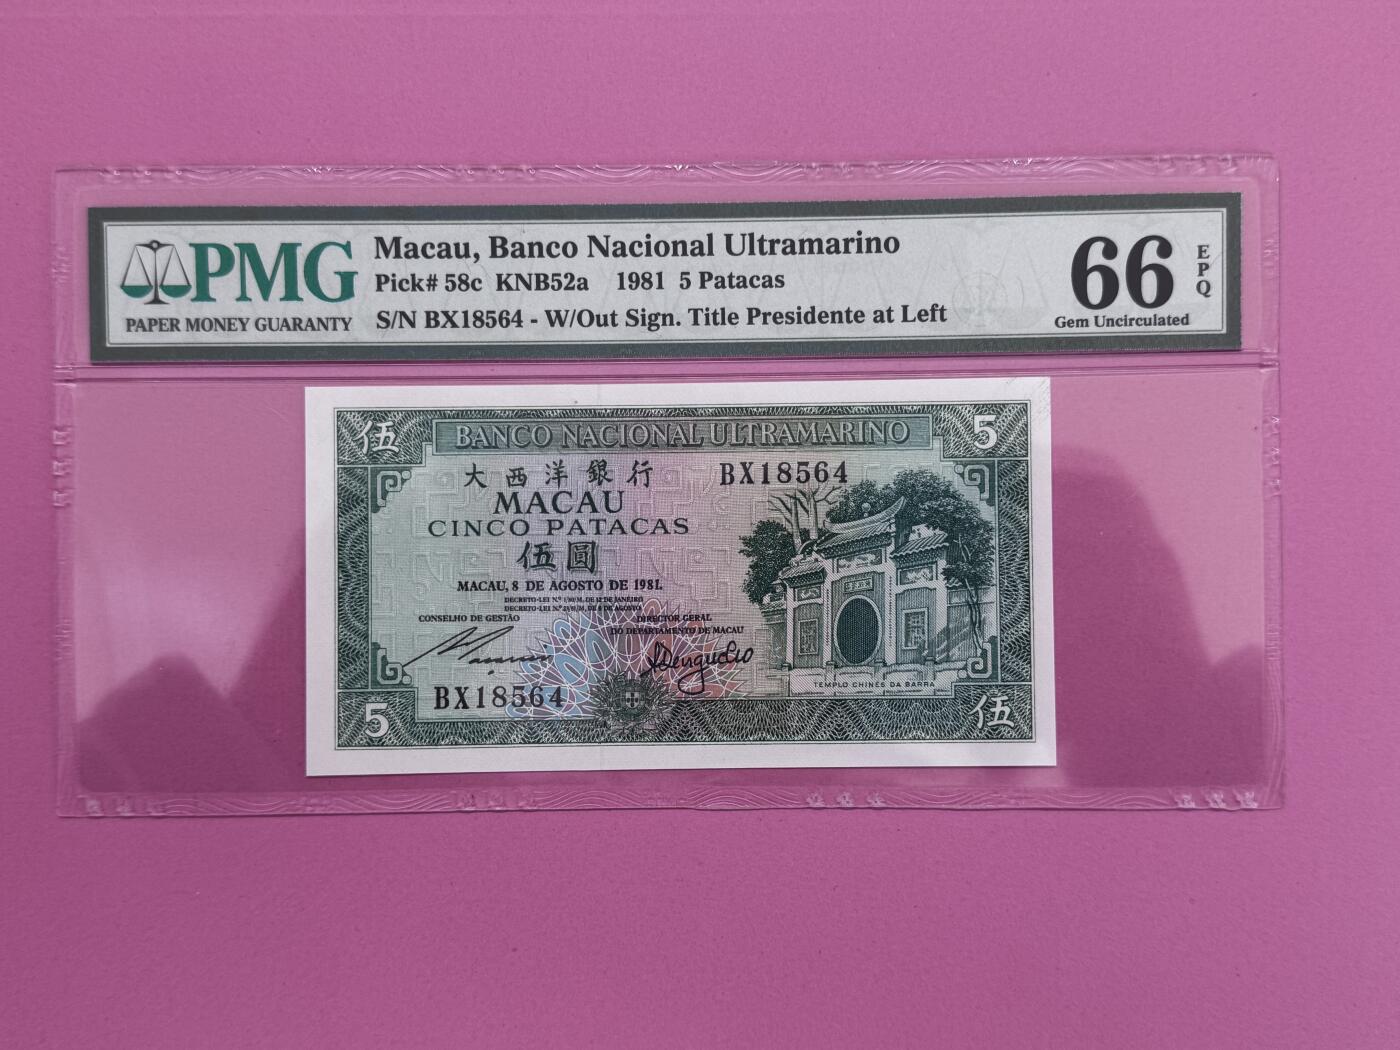 PMG
PAPER MONEY GUARANTY
Macau, Banco Nacional Ultramarino
Pick# 58c KNB52a 1981 5 Patacas
S/N BX18564 - W/Out Sign. Title Presidente at Left
66
EPQ
Gem Uncirculated
伍
BANCO NACIONAL ULTRAMARINO
5
大西洋銀行
BX18564
MACAU
CINCO PATACAS
伍圓
MACAU, 8 DE AGOSTO DE 1981.
CONSELHO DE GESTÃO
DIRECTOR GERAL
DO DEPARTAMENTO DE MACAU
BX18564
TEMPLO CHINÊS DA BARRA
5
伍